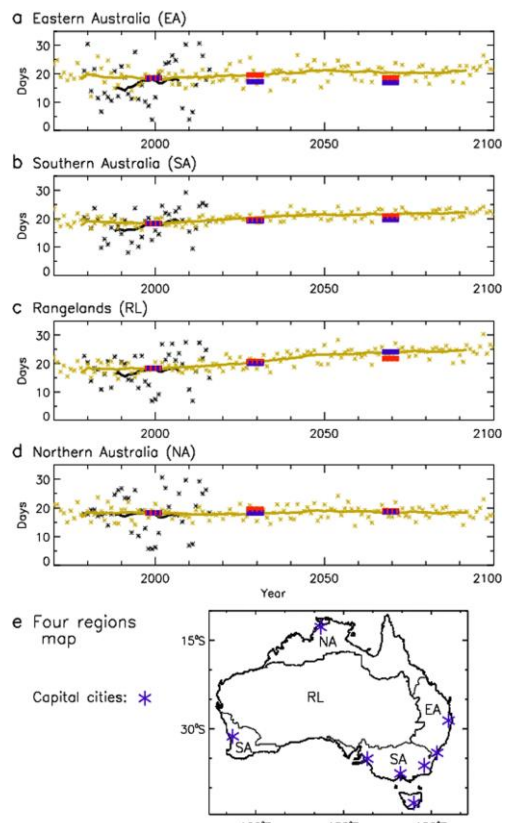 a Eastern Australia (EA)
30
20
10
0
Days
2000 2050 2100
b Southern Australia (SA)
30
20
10
0
Days
2000 2050 2100
c Rangelands (RL)
30
20
10
0
Days
2000 2050 2100
d Northern Australia (NA)
30
20
10
0
Days
2000 2050 2100
Year
e Four regions
map
Capital cities:
15°S
30°S
NA
RL
EA
SA
SA